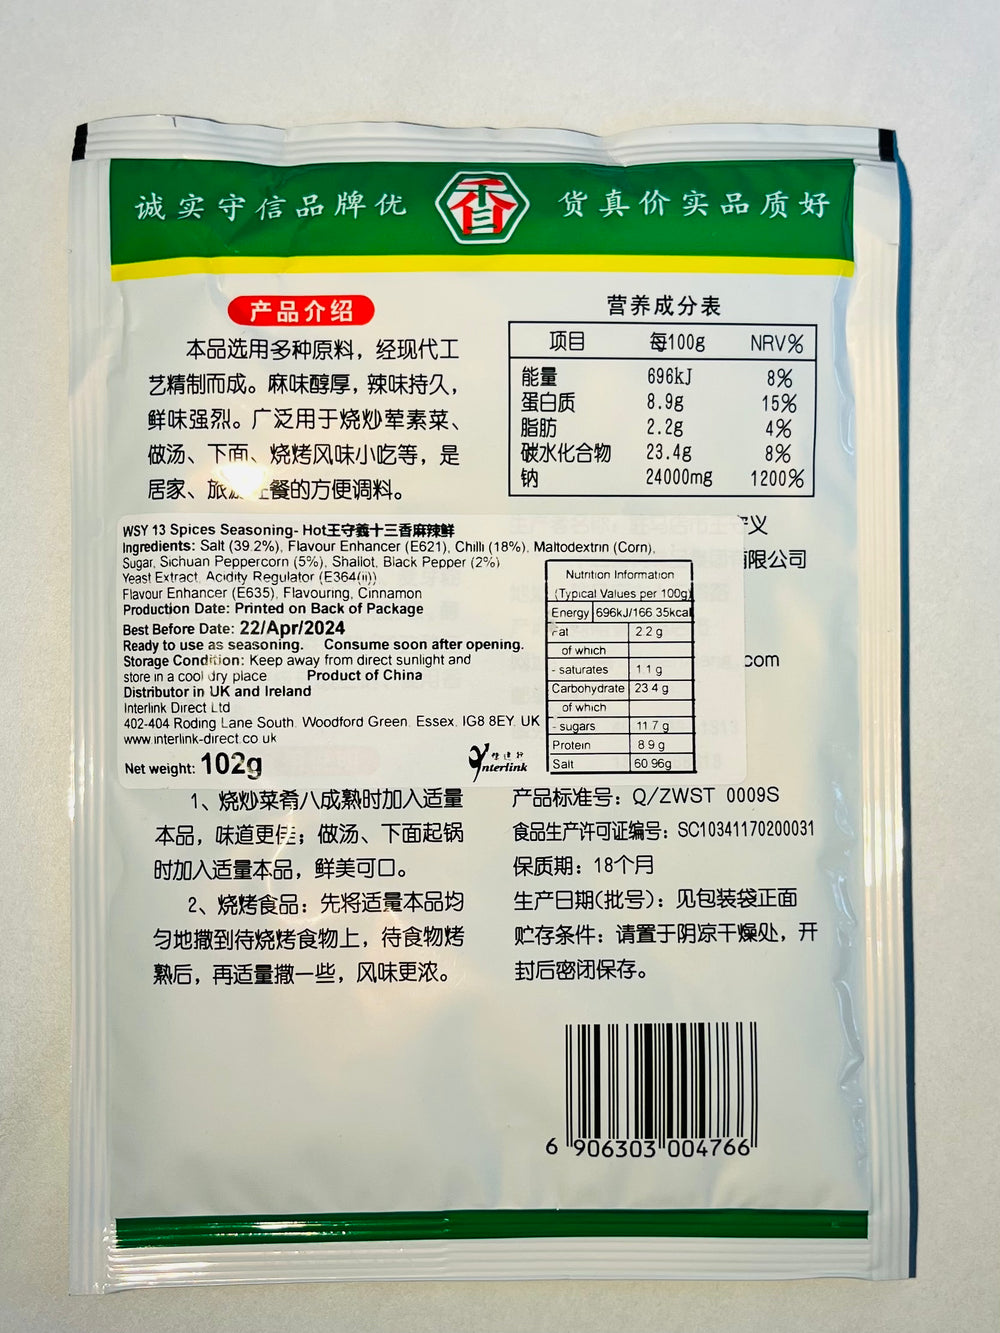 诚实守信品牌优 香 货真价实品质好
产品介绍
本品选用多种原料，经现代工
艺精制而成。麻味醇厚，辣味持久，
鲜味强烈。广泛用于烧炒荤素菜、
做汤、下面、烧烤风味小吃等，是
居家、旅 餐的方便调料。
营养成分表
项目 每100g NRV%
能量 696kJ 8%
蛋白质 8.9g 15%
脂肪 2.2g 4%
碳水化合物 23.4g 8%
钠 24000mg 1200%
义
有限公司
com
WSY 13 Spices Seasoning- Hot王守義十三香麻辣鲜
Ingredients: Salt (39.2%), Flavour Enhancer (E621), Chilli (18%), Maltodextrin (Corn),
Sugar, Sichuan Peppercorn (5%), Shallot, Black Pepper (2%)
Yeast Extract, Acidity Regulator (E364(ii))
Flavour Enhancer (E635), Flavouring, Cinnamon
Production Date: Printed on Back of Package
Best Before Date: 22/Apr/2024
Ready to use as seasoning. Consume soon after opening.
Storage Condition: Keep away from direct sunlight and
store in a cool dry place Product of China
Distributor in UK and Ireland
Interlink Direct Ltd
402-404 Roding Lane South. Woodford Green. Essex. IG8 8EY. UK
www.interlink-direct.co.uk
Net weight: 102g
nterlink
Nutrition Information
(Typical Values per 100g)
Energy 696kJ/166.35kcal
Fat 2.2 g
of which
- saturates 1.1 g
Carbohydrate 23.4 g
of which
- sugars 11.7 g
Protein 8.9 g
Salt 60.96g
1、烧炒菜肴八成熟时加入适量
本品，味道更佳；做汤、下面起锅
时加入适量本品，鲜美可口。
2、烧烤食品：先将适量本品均
匀地撒到待烧烤食物上，待食物烤
熟后，再适量撒一些，风味更浓。
产品标准号：Q/ZWST 0009S
食品生产许可证编号：SC10341170200031
保质期：18个月
生产日期(批号)：见包装袋正面
贮存条件：请置于阴凉干燥处，开
封后密闭保存。
6 906303 004766